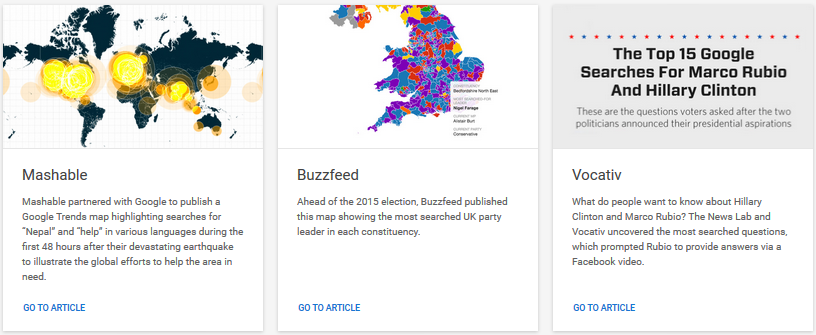 CONSTITUENCY
Bedfordshire North East
MOST SEARCHED FOR
LEADER
Nigel Farage
CURRENT MP
Alistair Burt
CURRENT PARTY
Conservative
The Top 15 Google
Searches For Marco Rubio
And Hillary Clinton
These are the questions voters asked after the two
politicians announced their presidential aspirations
Mashable
Mashable partnered with Google to publish a
Google Trends map highlighting searches for
"Nepal" and "help" in various languages during the
first 48 hours after their devastating earthquake
to illustrate the global efforts to help the area in
need.
GO TO ARTICLE
Buzzfeed
Ahead of the 2015 election, Buzzfeed published
this map showing the most searched UK party
leader in each constituency.
GO TO ARTICLE
Vocativ
What do people want to know about Hillary
Clinton and Marco Rubio? The News Lab and
Vocativ uncovered the most searched questions,
which prompted Rubio to provide answers via a
Facebook video.
GO TO ARTICLE